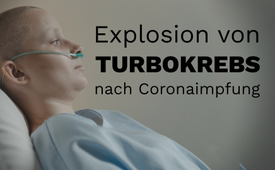 Explosion von
TURBOKREBS
nach Coronaimpfung